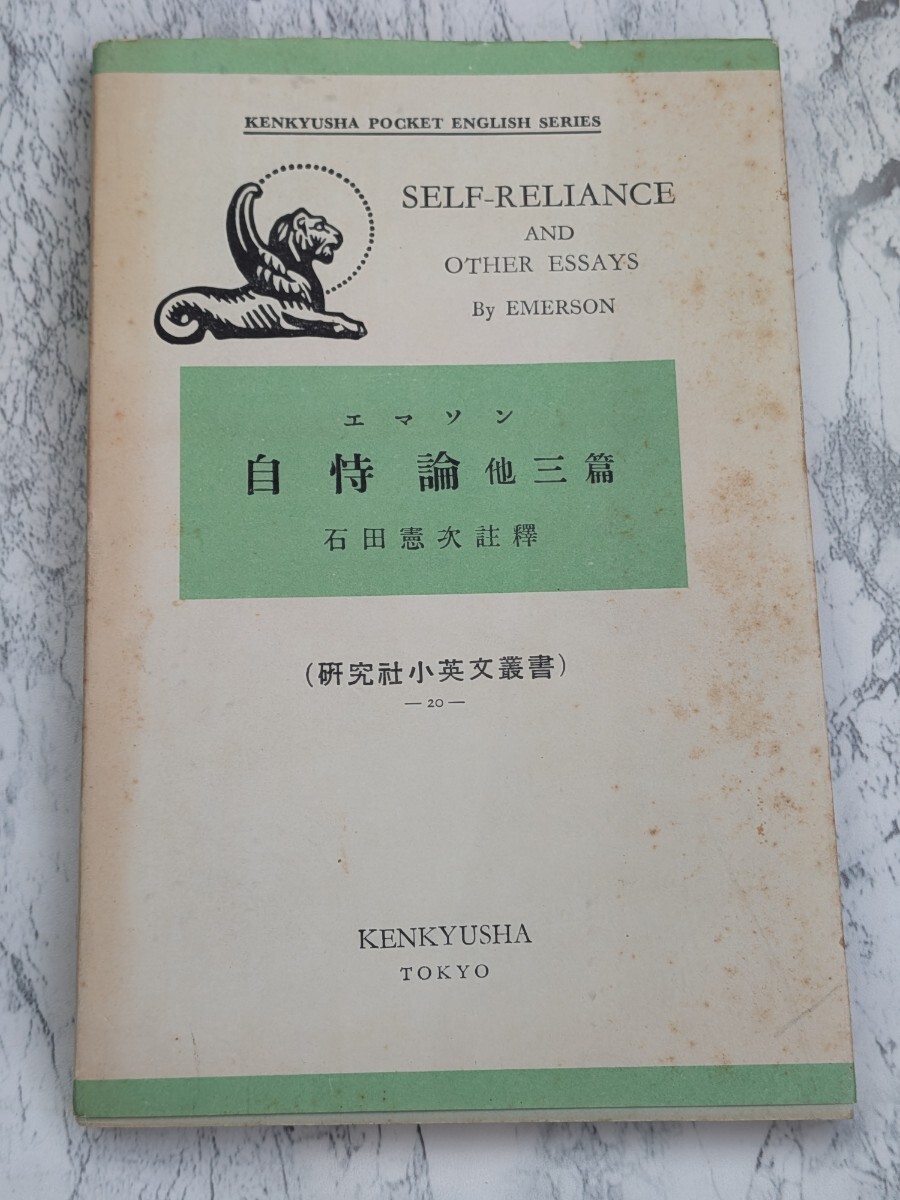 KENKYUSHA POCKET ENGLISH SERIES
SELF-RELIANCE
AND
OTHER ESSAYS
By EMERSON
エマソン
自恃論 他三篇
石田憲次註釋
(研究社小英文叢書)
— 20 —
KENKYUSHA
TOKYO